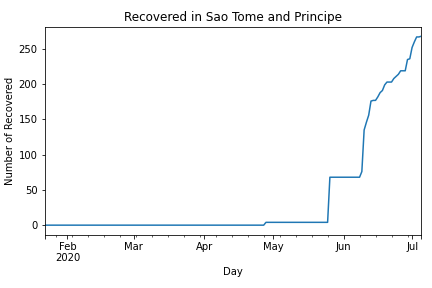 Recovered in Sao Tome and Principe
Number of Recovered
250
200
150
100
50
0
Feb Mar Apr May Jun Jul
2020
Day